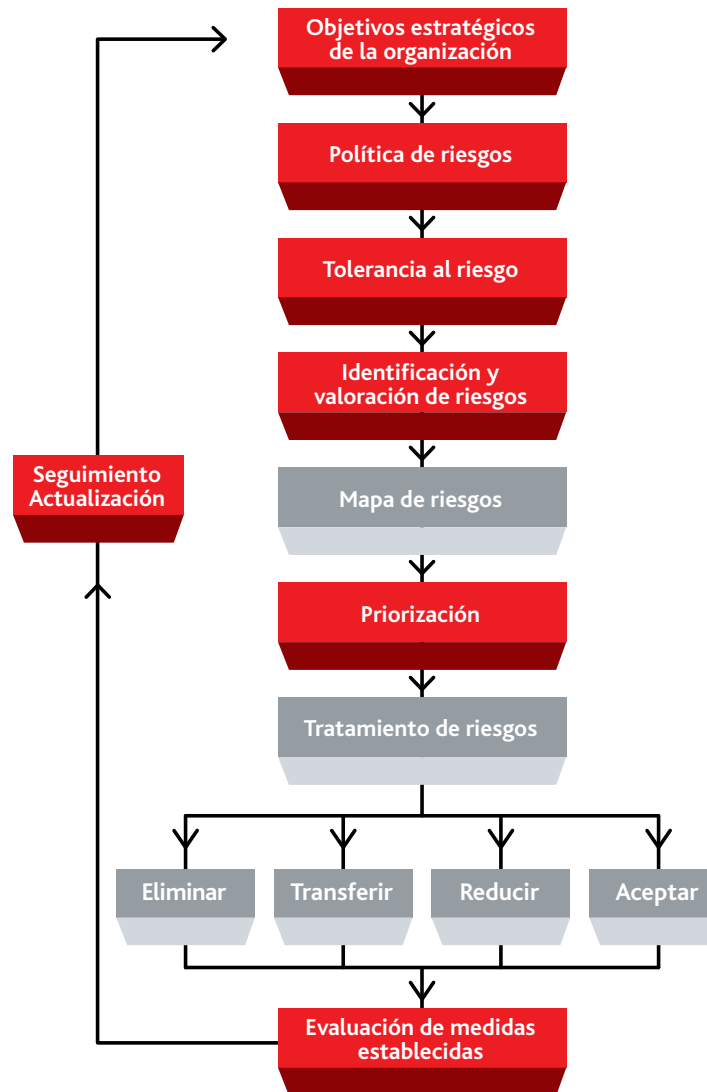 Objetivos estratégicos
de la organización
Política de riesgos
Tolerancia al riesgo
Identificación y
valoración de riesgos
Seguimiento
Actualización
Mapa de riesgos
Priorización
Tratamiento de riesgos
Eliminar
Transferir
Reducir
Aceptar
Evaluación de medidas
establecidas